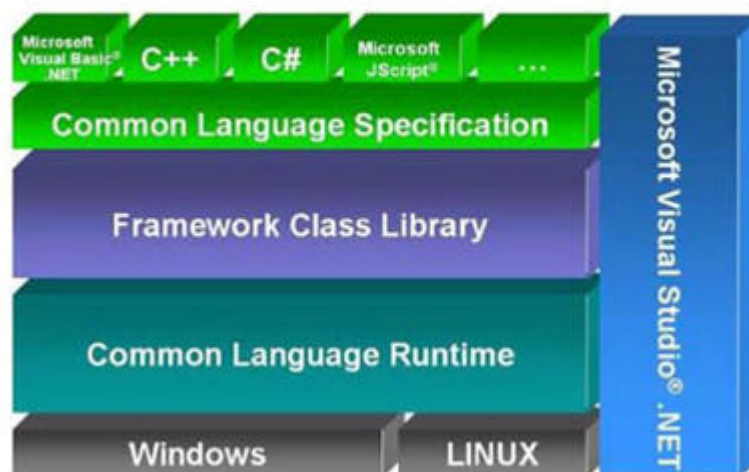 Microsoft
Visual Basic®
.NET
C++
C#
Microsoft
JScript®
...
Common Language Specification
Framework Class Library
Common Language Runtime
Windows
LINUX
Microsoft Visual Studio® .NET